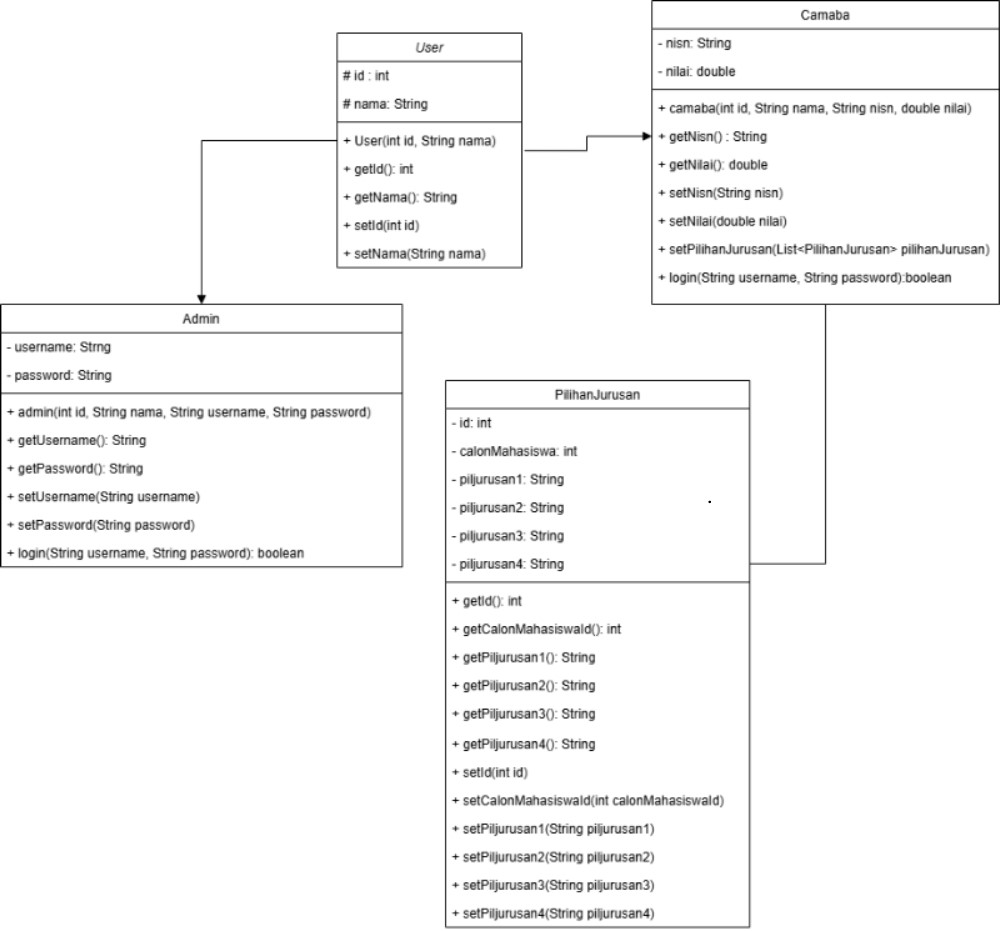 User
# id : int
# nama: String
+ User(int id, String nama)
+ getId(): int
+ getNama(): String
+ setId(int id)
+ setNama(String nama)
Camaba
- nisn: String
- nilai: double
+ camaba(int id, String nama, String nisn, double nilai)
+ getNisn() : String
+ getNilai(): double
+ setNisn(String nisn)
+ setNilai(double nilai)
+ setPilihanJurusan(List<PilihanJurusan> pilihanJurusan)
+ login(String username, String password):boolean
Admin
- username: Strng
- password: String
+ admin(int id, String nama, String username, String password)
+ getUsername(): String
+ getPassword(): String
+ setUsername(String username)
+ setPassword(String password)
+ login(String username, String password): boolean
PilihanJurusan
- id: int
- calonMahasiswa: int
- piljurusan1: String
- piljurusan2: String
- piljurusan3: String
- piljurusan4: String
+ getId(): int
+ getCalonMahasiswaId(): int
+ getPiljurusan1(): String
+ getPiljurusan2(): String
+ getPiljurusan3(): String
+ getPiljurusan4(): String
+ setId(int id)
+ setCalonMahasiswaId(int calonMahasiswaId)
+ setPiljurusan1(String piljurusan1)
+ setPiljurusan2(String piljurusan2)
+ setPiljurusan3(String piljurusan3)
+ setPiljurusan4(String piljurusan4)